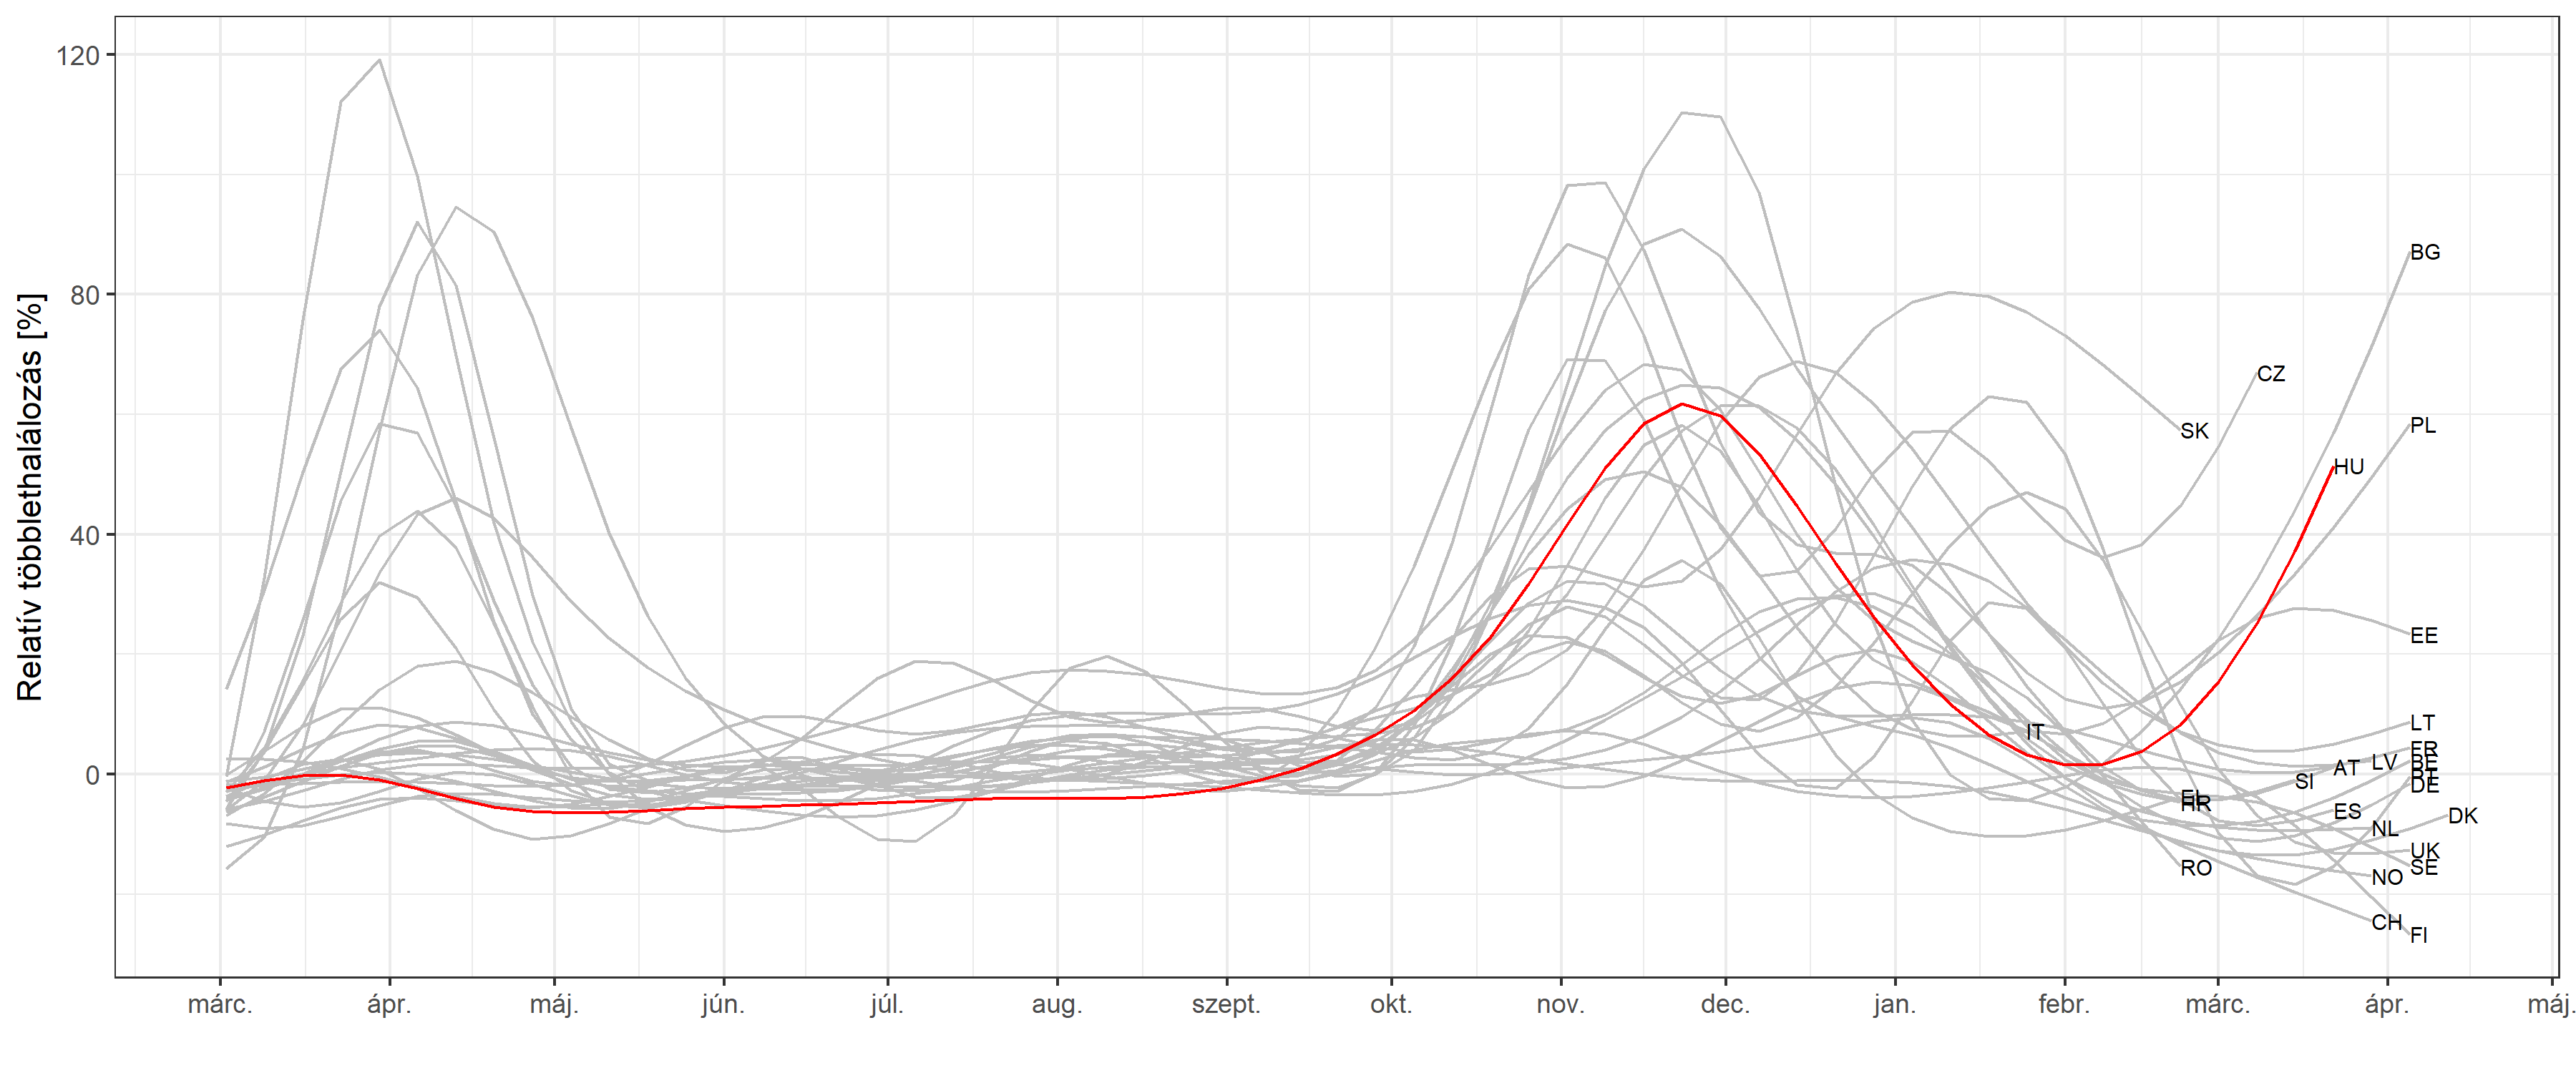 Relatív többlethalálozás [%]
120
80
40
0
BG
CZ
PL
SK
HU
EE
LT
IT
FR
LV
BE
AT
SI
DE
ES
DK
HR
NL
UK
SE
RO
NO
CH
FI
márc.
ápr.
máj.
jún.
júl.
aug.
szept.
okt.
nov.
dec.
jan.
febr.
márc.
ápr.
máj.